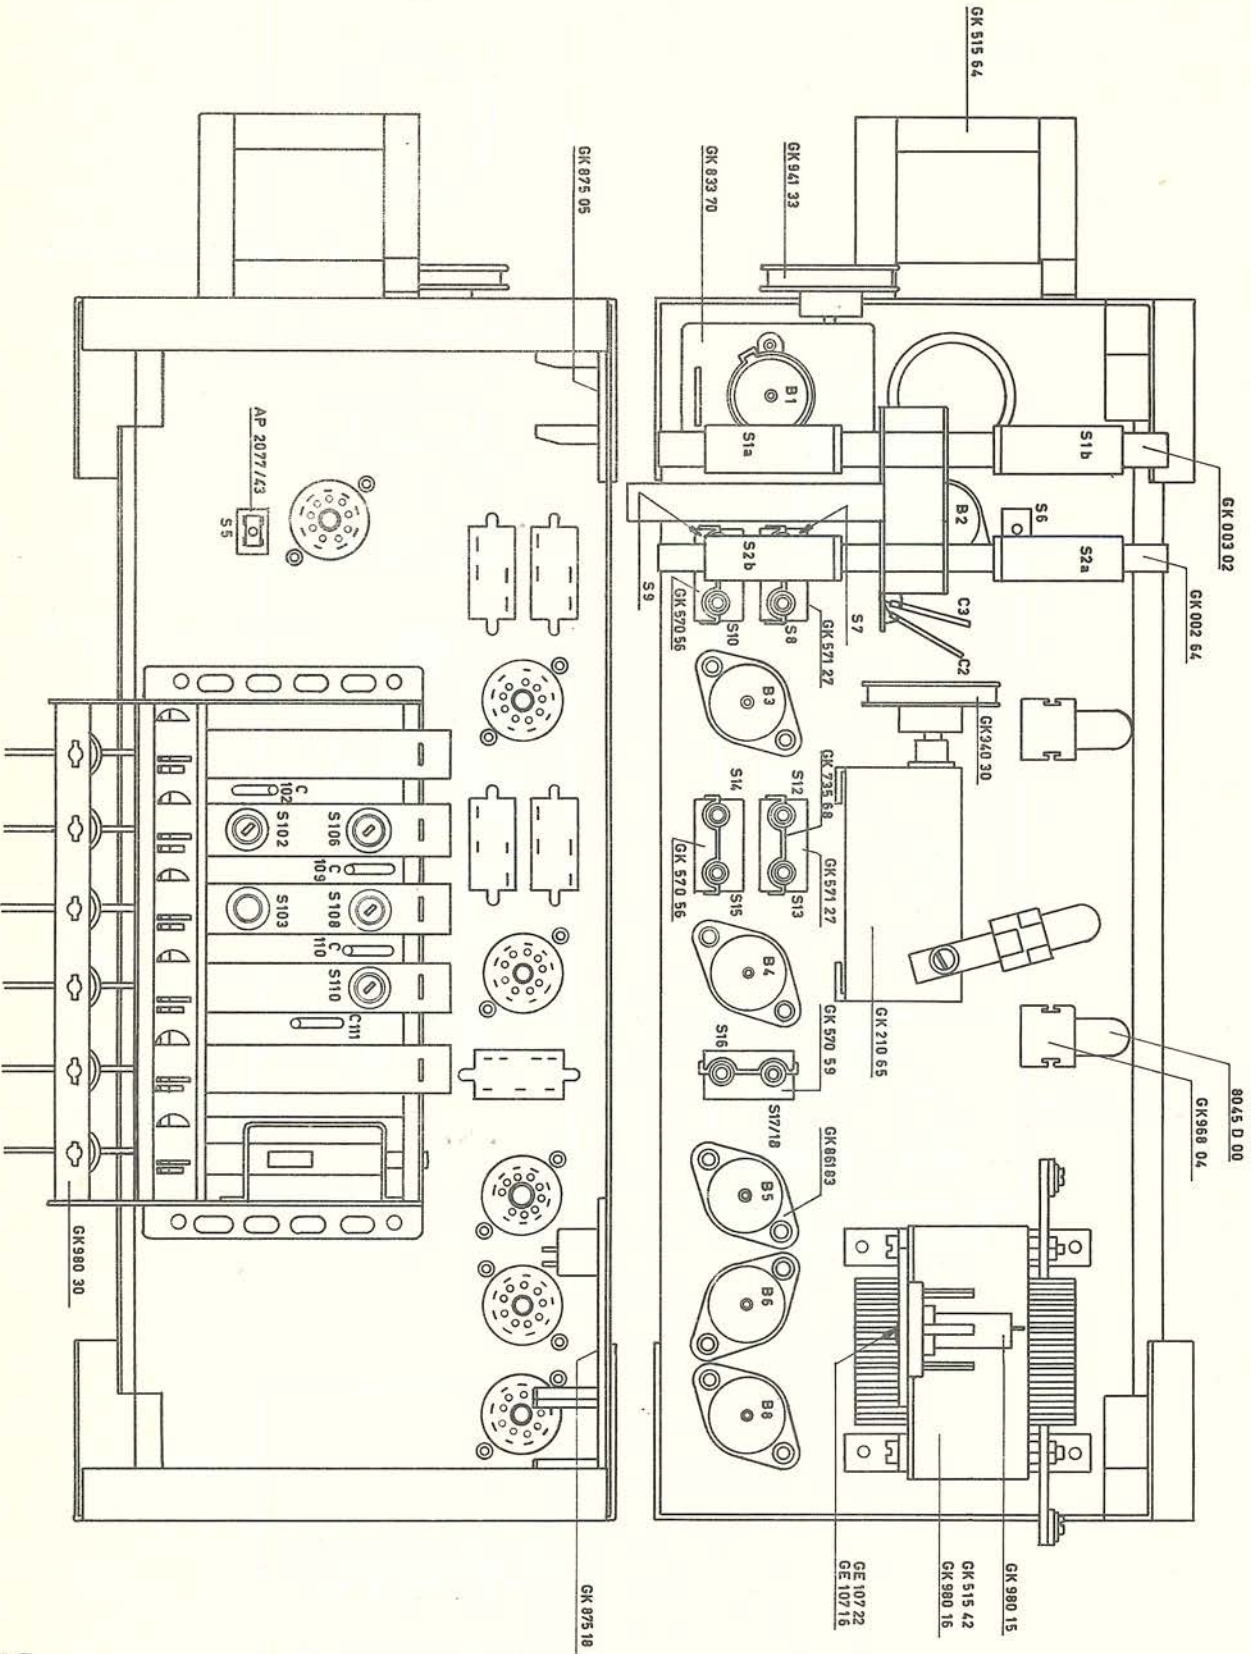 GK 515 64
GK 941 33
GK 833 70
GK 875 05
B1
S1a
S1b
GK 003 02
B2
S6
S2b
S2a
GK 002 64
S9
GK 570 56
S10
S8
GK 571 27
S7
C3
C2
AP 2077/43
S5
B3
GK 940 30
S14
S12
GK 735 68
GK 570 56
S15
S13
GK 571 27
B4
GK 210 65
S16
GK 570 59
S17/18
GK 861 83
8045 D 00
GK 968 04
B5
B6
B8
C
102
S102
S106
C
109
S103
S108
C
110
S110
C111
GK 980 30
GE 107 22
GE 107 16
GK 515 42
GK 980 16
GK 980 15
GK 875 18